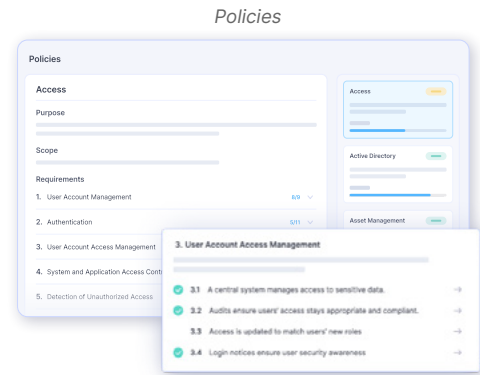 Policies
Policies
Access
Purpose
Scope
Requirements
1. User Account Management
2. Authentication 5/11
3. User Account Access Management
4. System and Application Access
5. Detection of Unauthorized Access
Access
Active Directory
Asset Management
3. User Account Access Management
3.1 A central system manages access to sensitive data.
3.2 Audits ensure users' access stays appropriate and compliant.
3.3 Access is updated to match users' new roles
3.4 Login notices ensure user security awareness